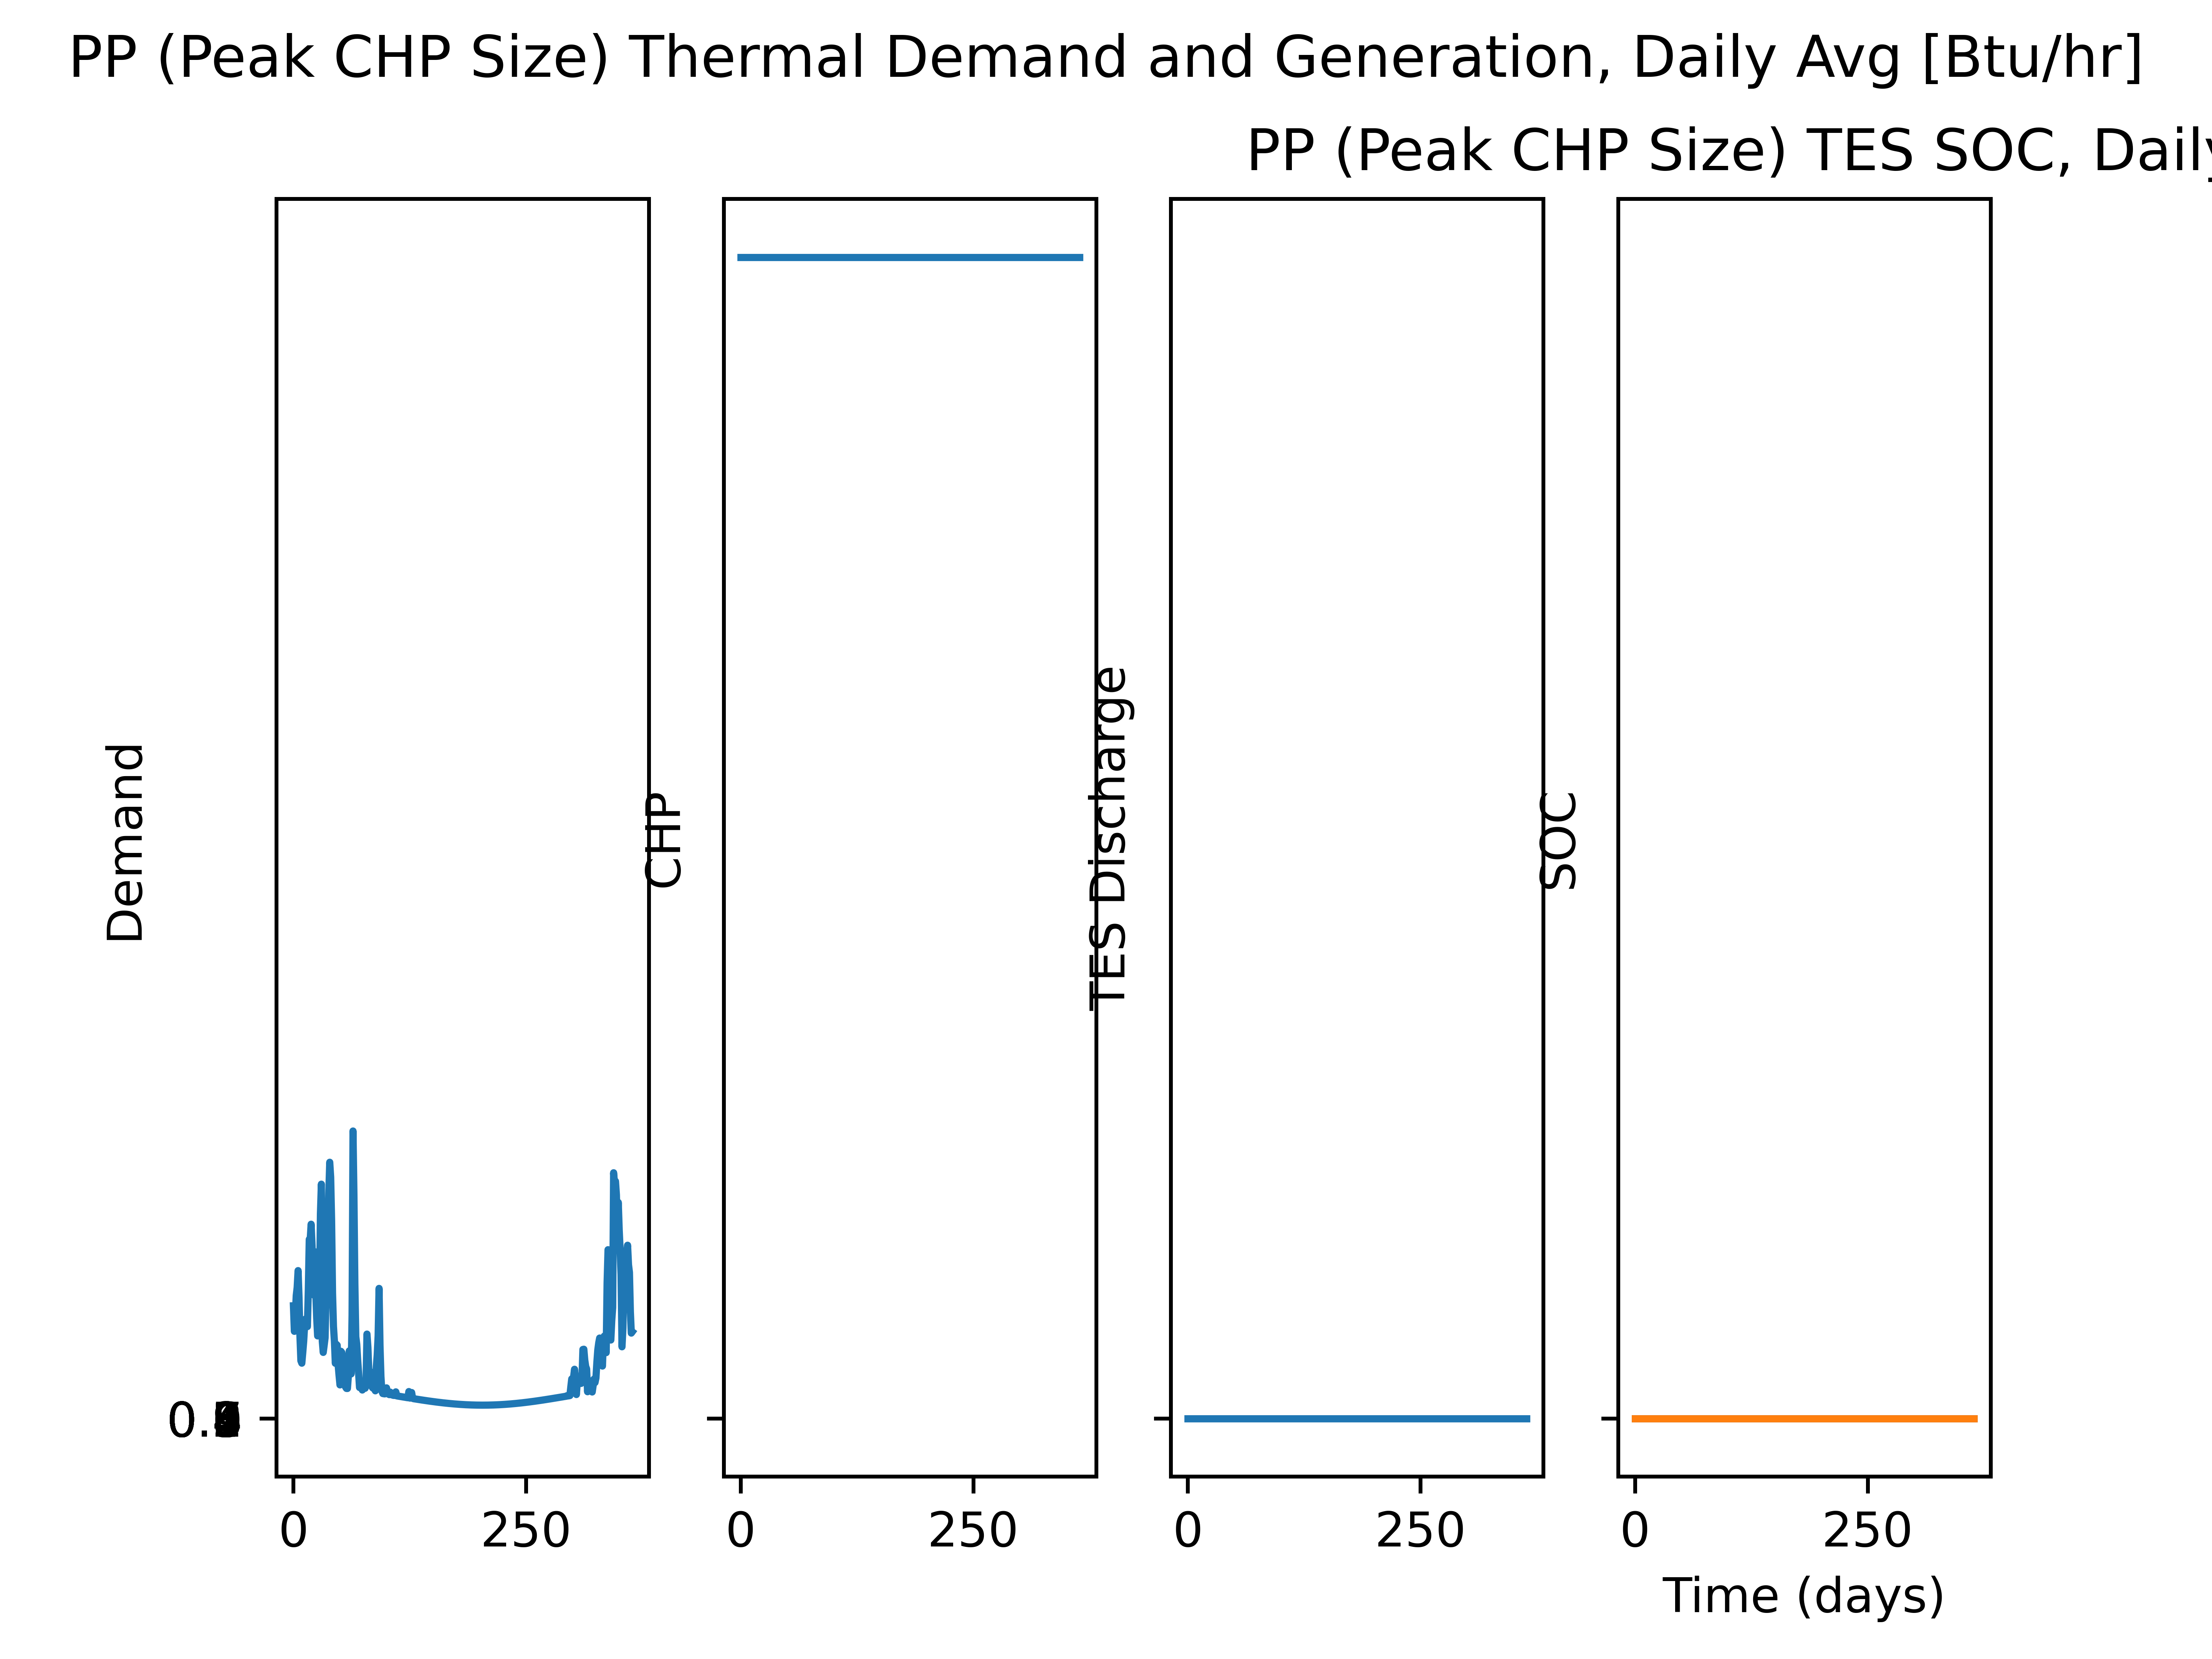 PP (Peak CHP Size) Thermal Demand and Generation, Daily Avg [Btu/hr]
PP (Peak CHP Size) TES SOC, Daily
Demand
CHP
TES Discharge
SOC
0 250
0 250
0 250
0 250
Time (days)